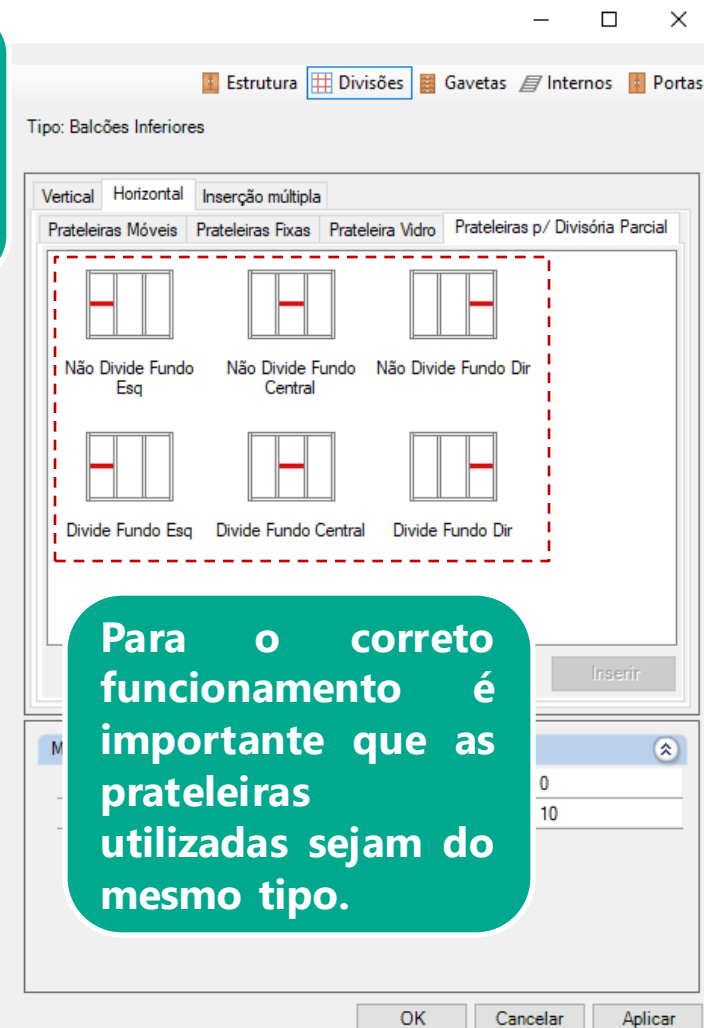 Estrutura Divisões Gavetas Internos Portas
Tipo: Balcões Inferiores
Vertical Horizontal Inserção múltipla
Prateleiras Móveis Prateleiras Fixas Prateleira Vidro Prateleiras p/ Divisória Parcial
Não Divide Fundo Esq
Não Divide Fundo Central
Não Divide Fundo Dir
Divide Fundo Esq Divide Fundo Central Divide Fundo Dir
Para o correto
funcionamento é
importante que as
prateleiras
utilizadas sejam do
mesmo tipo.
Inserir
M
0
10
OK Cancelar Aplicar